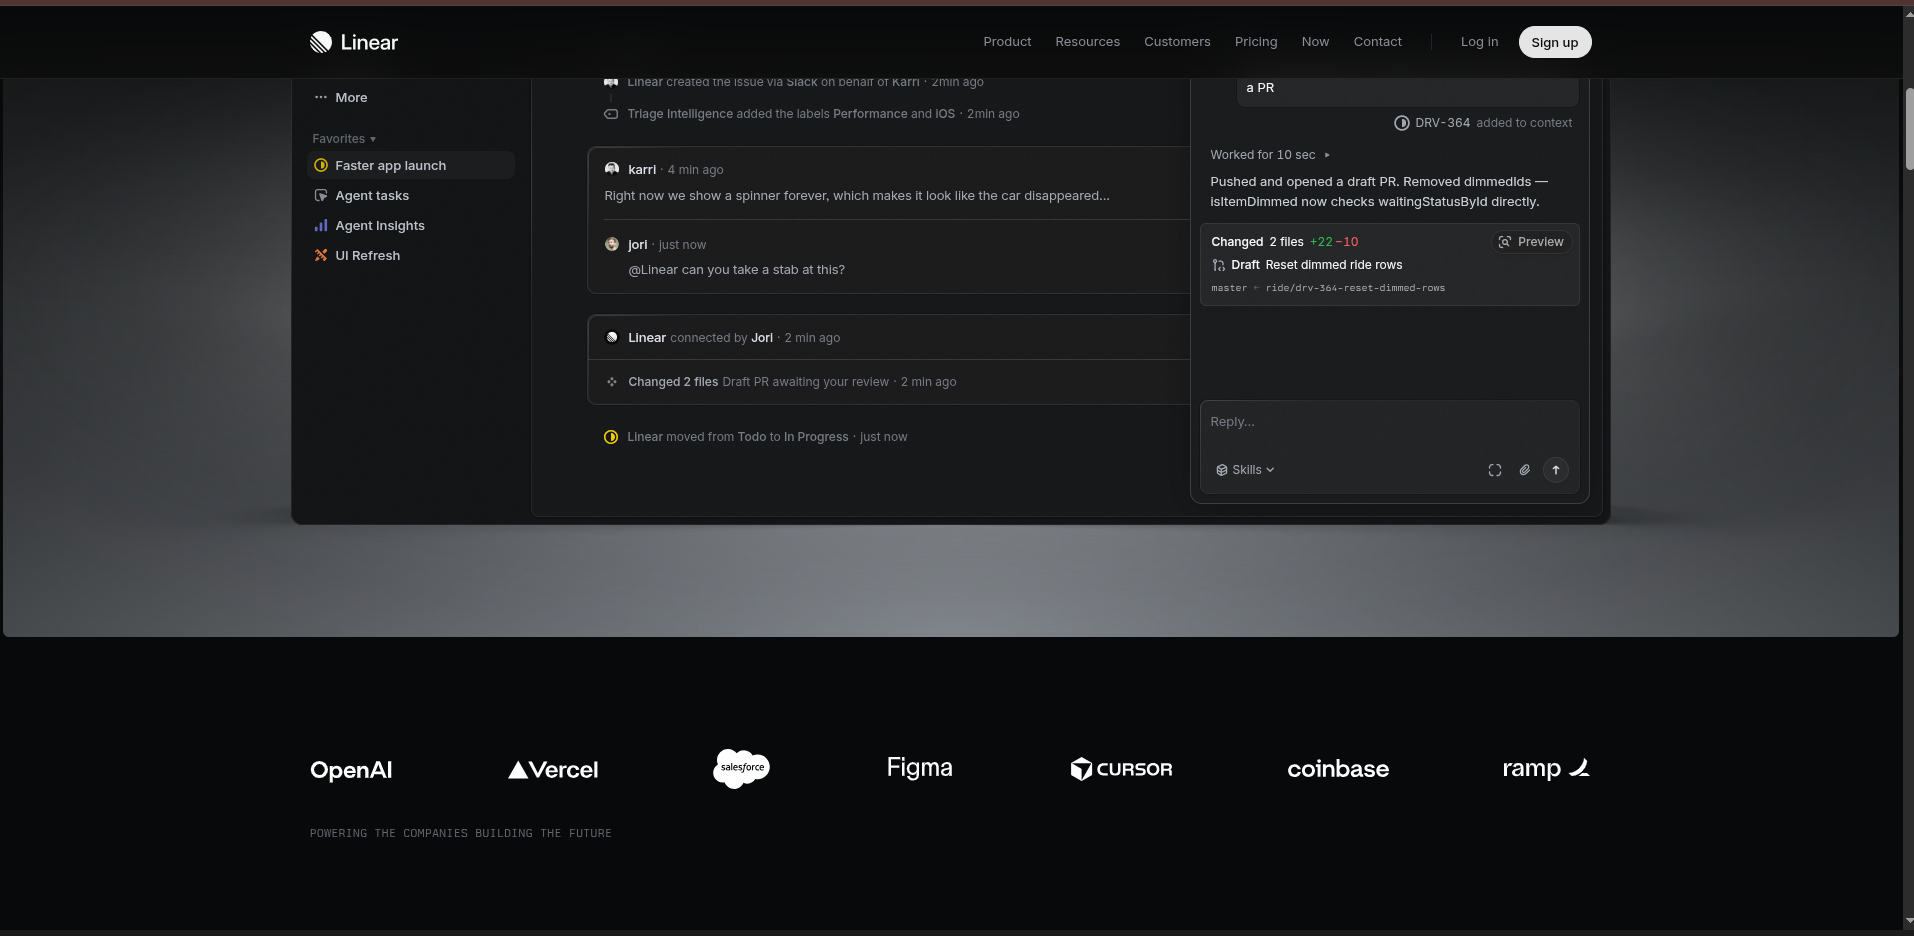 Linear
Product
Resources
Customers
Pricing
Now
Contact
Log in
Sign up
More
Favorites
Faster app launch
Agent tasks
Agent Insights
UI Refresh
Linear created the issue via Slack on behalf of Karri · 2min ago
Triage Intelligence added the labels Performance and iOS · 2min ago
karri · 4 min ago
Right now we show a spinner forever, which makes it look like the car disappeared...
jori · just now
@Linear can you take a stab at this?
Linear connected by Jori · 2 min ago
Changed 2 files Draft PR awaiting your review · 2 min ago
Linear moved from Todo to In Progress · just now
a PR
DRV-364 added to context
Worked for 10 sec
Pushed and opened a draft PR. Removed dimmedIds —
isItemDimmed now checks waitingStatusById directly.
Changed 2 files +22 −10
Preview
Draft Reset dimmed ride rows
master ← ride/drv-364-reset-dimmed-rows
Reply...
Skills
OpenAI
Vercel
salesforce
Figma
CURSOR
coinbase
ramp
POWERING THE COMPANIES BUILDING THE FUTURE